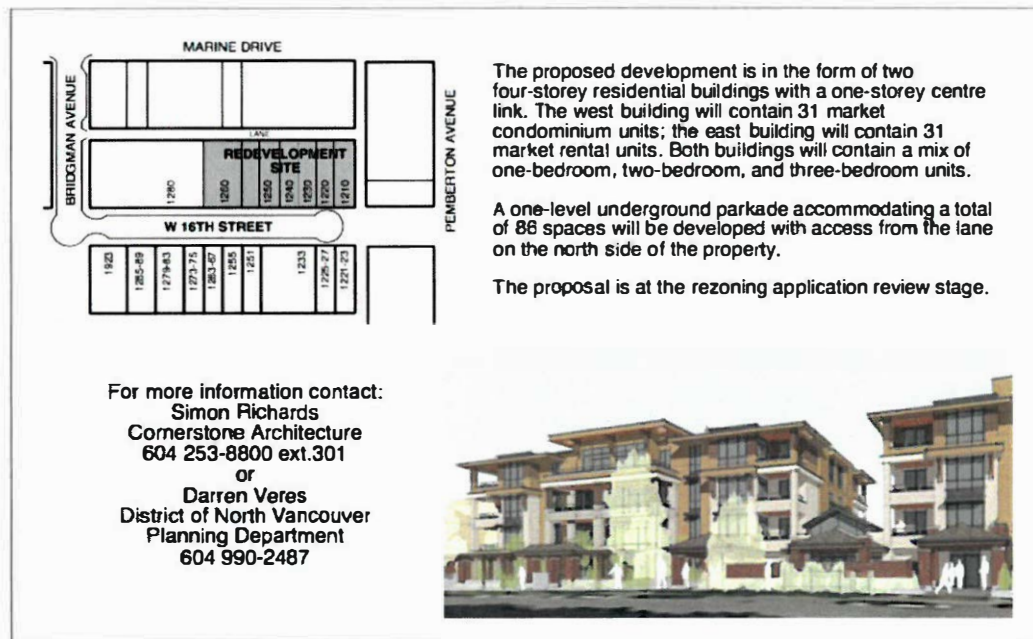 MARINE DRIVE
BRIDGMAN AVENUE
LANE
REDEVELOPMENT
SITE
1280
1260
1250
1240
1230
1220
1210
PEMBERTON AVENUE
W 16TH STREET
1923
1285-89
1279-83
1273-75
1263-67
1255
1251
1233
1225-27
1221-23
The proposed development is in the form of two
four-storey residential buildings with a one-storey centre
link. The west building will contain 31 market
condominium units; the east building will contain 31
market rental units. Both buildings will contain a mix of
one-bedroom, two-bedroom, and three-bedroom units.
A one-level underground parkade accommodating a total
of 86 spaces will be developed with access from the lane
on the north side of the property.
The proposal is at the rezoning application review stage.
For more information contact:
Simon Richards
Cornerstone Architecture
604 253-8800 ext.301
or
Darren Veres
District of North Vancouver
Planning Department
604 990-2487